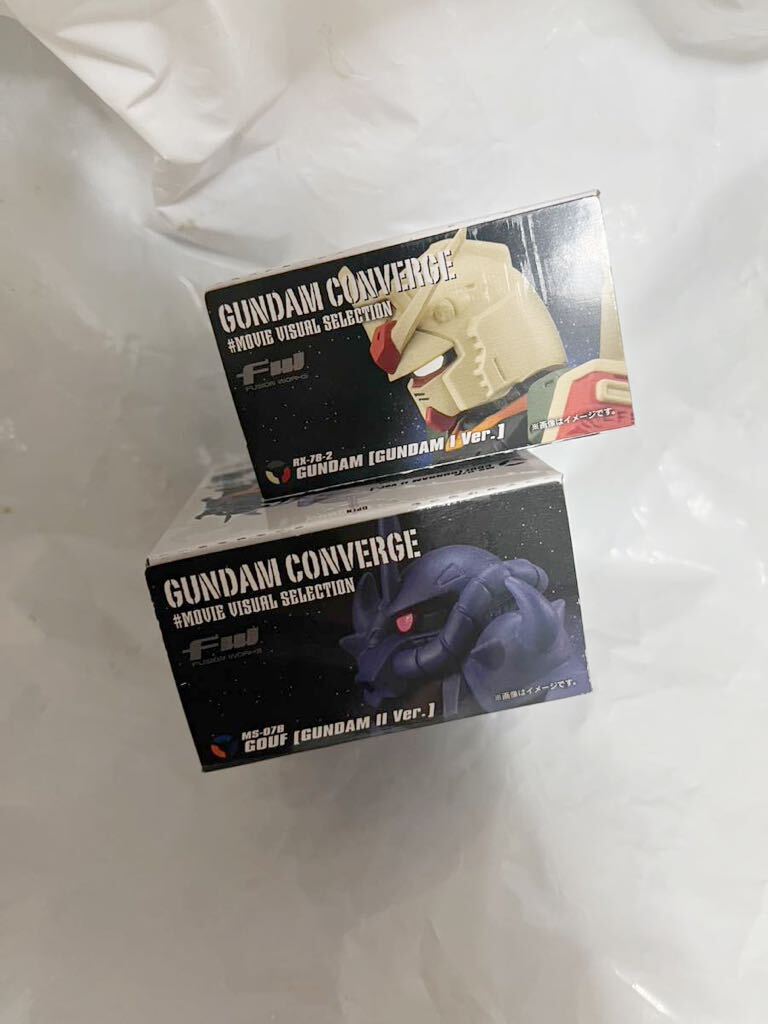 GUNDAM CONVERGE
#MOVIE VISUAL SELECTION
FW
FUSION WORKS
※画像はイメージです。
RX-78-2
GUNDAM [GUNDAM I Ver.]
OPEN
GUNDAM CONVERGE
#MOVIE VISUAL SELECTION
FW
FUSION WORKS
※画像はイメージです。
MS-07B
GOUF [GUNDAM II Ver.]